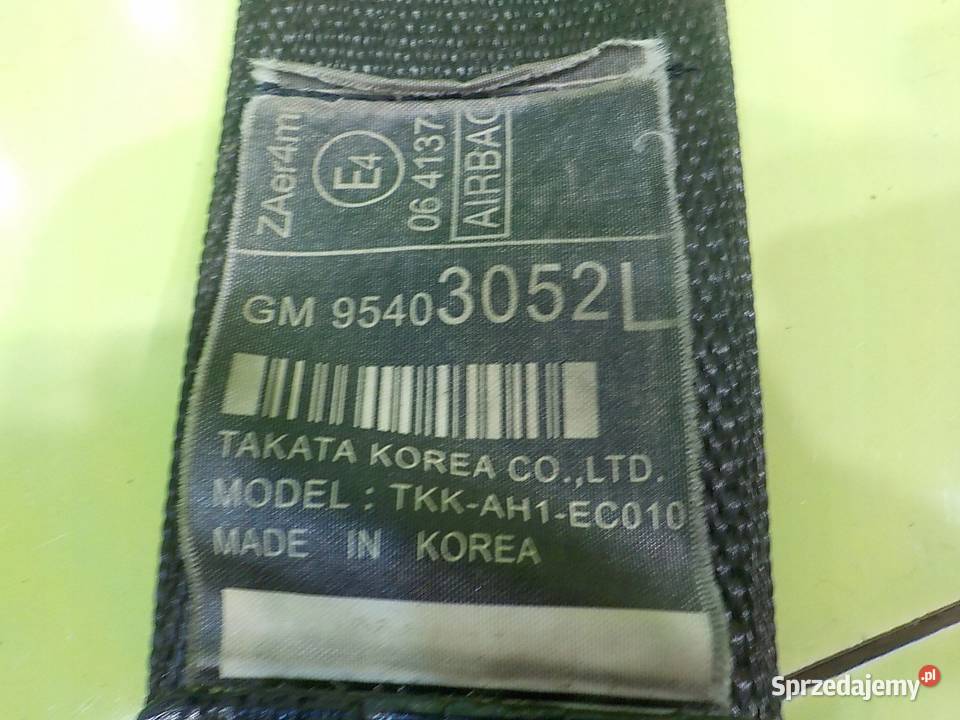 ZAer4m
E4
06 4137
AIRBAG
GM 95403052L
TAKATA KOREA CO.,LTD.
MODEL : TKK-AH1-EC010
MADE IN KOREA
Sprzedajemy.pl